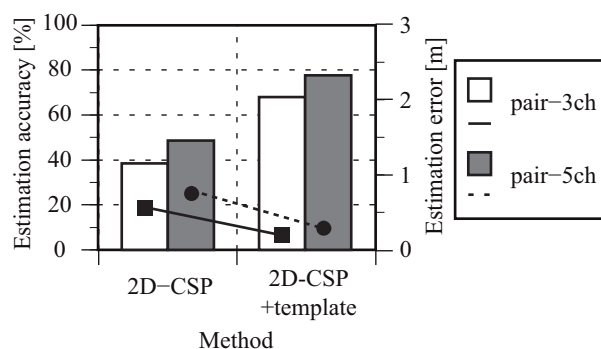 Estimation accuracy [%]
100
80
60
40
20
0
3
2
1
0
Estimation error [m]
2D−CSP
2D-CSP
+template
Method
pair−3ch
pair−5ch